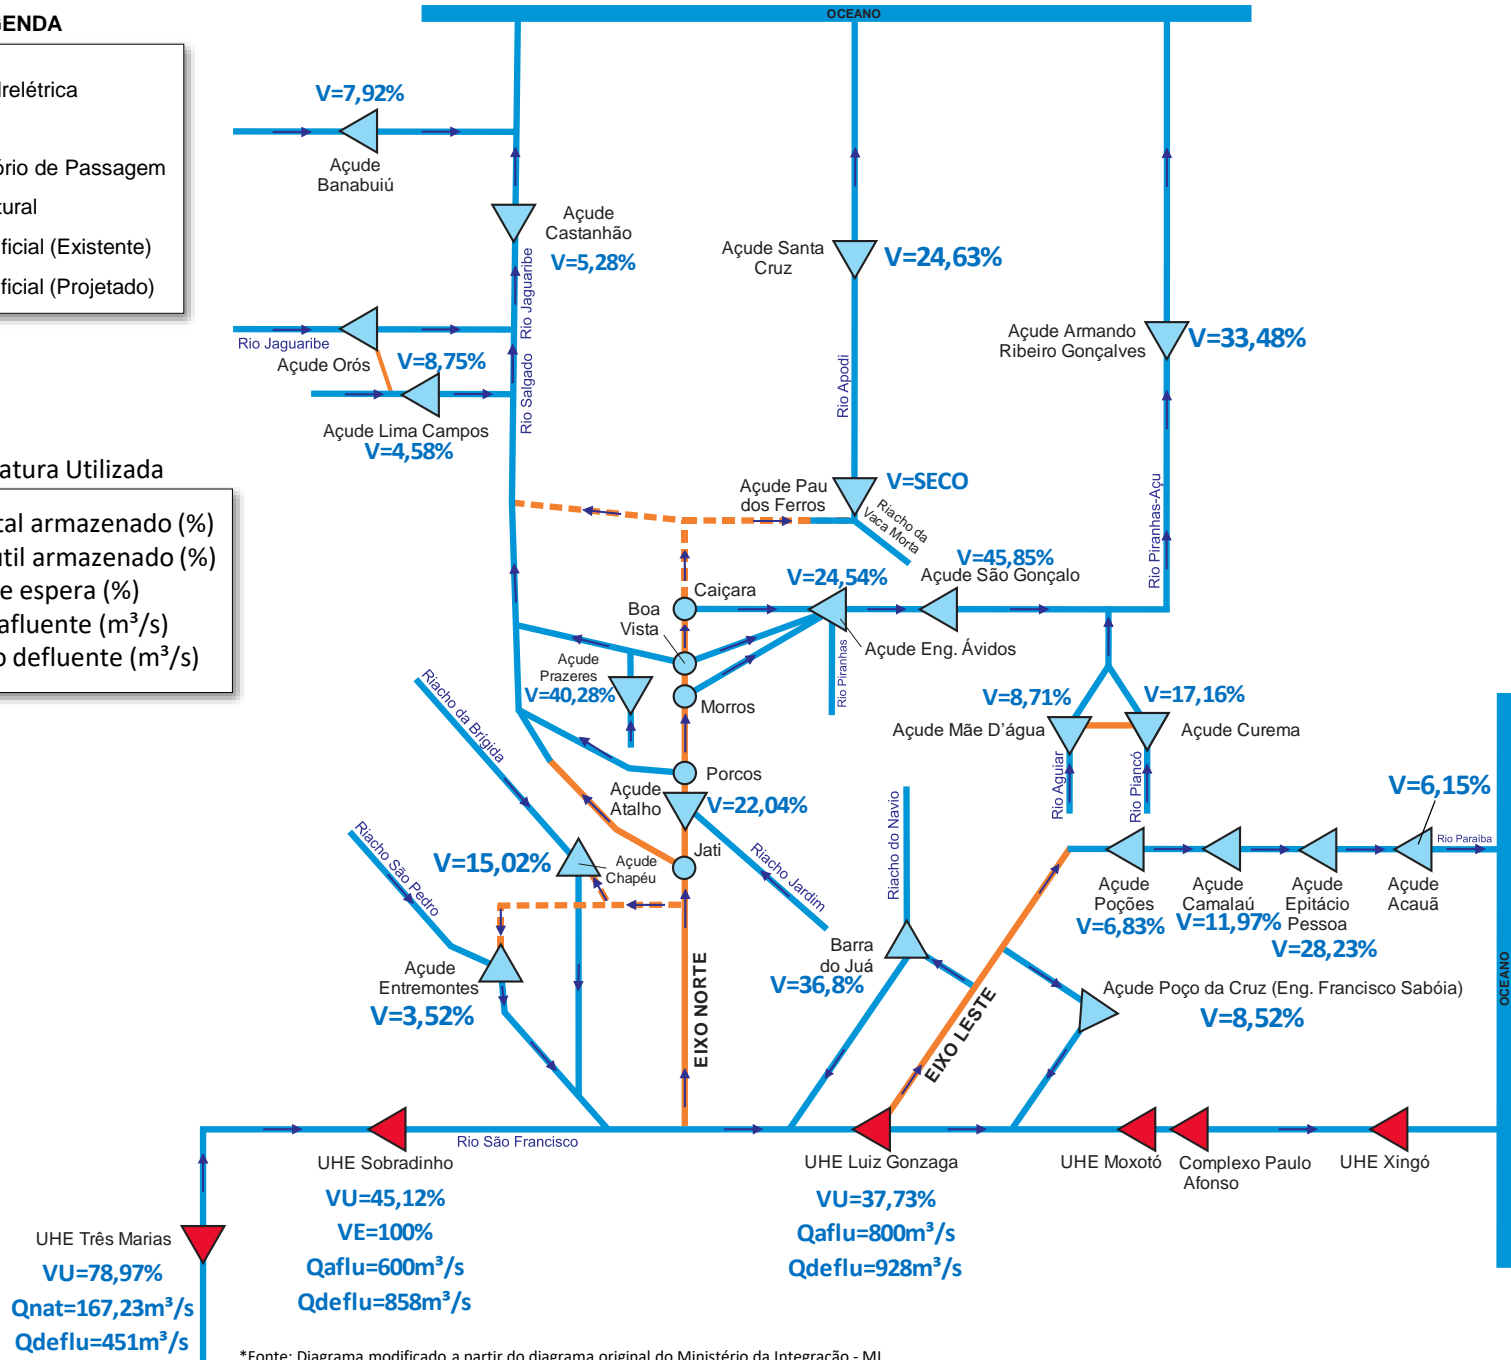 OCEANO
GENDA
drelétrica
V=7,92%
Açude
Banabuiú
ório de Passagem
tural
ificial (Existente)
ificial (Projetado)
Açude
Castanhão
V=5,28%
Rio Jaguaribe
Açude Santa
Cruz
V=24,63%
Açude Armando
Ribeiro Gonçalves
V=33,48%
Rio Jaguaribe
Açude Orós
V=8,75%
Rio Salgado
Rio Apodi
Açude Lima Campos
V=4,58%
atura Utilizada
tal armazenado (%)
útil armazenado (%)
e espera (%)
afluente (m³/s)
o defluente (m³/s)
Açude Pau
dos Ferros
V=SECO
Riacho da
Vaca Morta
Rio Piranhas-Açu
V=45,85%
Açude São Gonçalo
V=24,54%
Caiçara
Boa
Vista
Açude Eng. Ávidos
Rio Piranhas
Açude
Prazeres
V=40,28%
Morros
Riacho da Brigida
V=8,71%
Açude Mãe D’água
V=17,16%
Açude Curema
Rio Aguiar
Rio Piancó
Porcos
Açude
Atalho
V=22,04%
V=6,15%
Rio Paraiba
Riacho São Pedro
V=15,02%
Açude
Chapéu
Jati
Riacho Jardim
Riacho do Navio
Açude
Poções
V=6,83%
Açude
Camalaú
V=11,97%
Açude
Epitácio
Pessoa
V=28,23%
Açude
Acauã
Barra
do Juá
V=36,8%
Açude
Entremontes
V=3,52%
EIXO NORTE
EIXO LESTE
Açude Poço da Cruz (Eng. Francisco Sabóia)
V=8,52%
OCEANO
Rio São Francisco
UHE Sobradinho
VU=45,12%
VE=100%
Qaflu=600m³/s
Qdeflu=858m³/s
UHE Luiz Gonzaga
VU=37,73%
Qaflu=800m³/s
Qdeflu=928m³/s
UHE Moxotó
Complexo Paulo
Afonso
UHE Xingó
UHE Três Marias
VU=78,97%
Qnat=167,23m³/s
Qdeflu=451m³/s
*Fonte: Diagrama modificado a partir do diagrama original do Ministério da Integração - MI